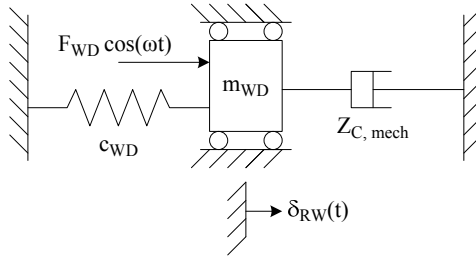 F_WD cos(ωt)
m_WD
c_WD
Z_C, mech
δ_RW(t)